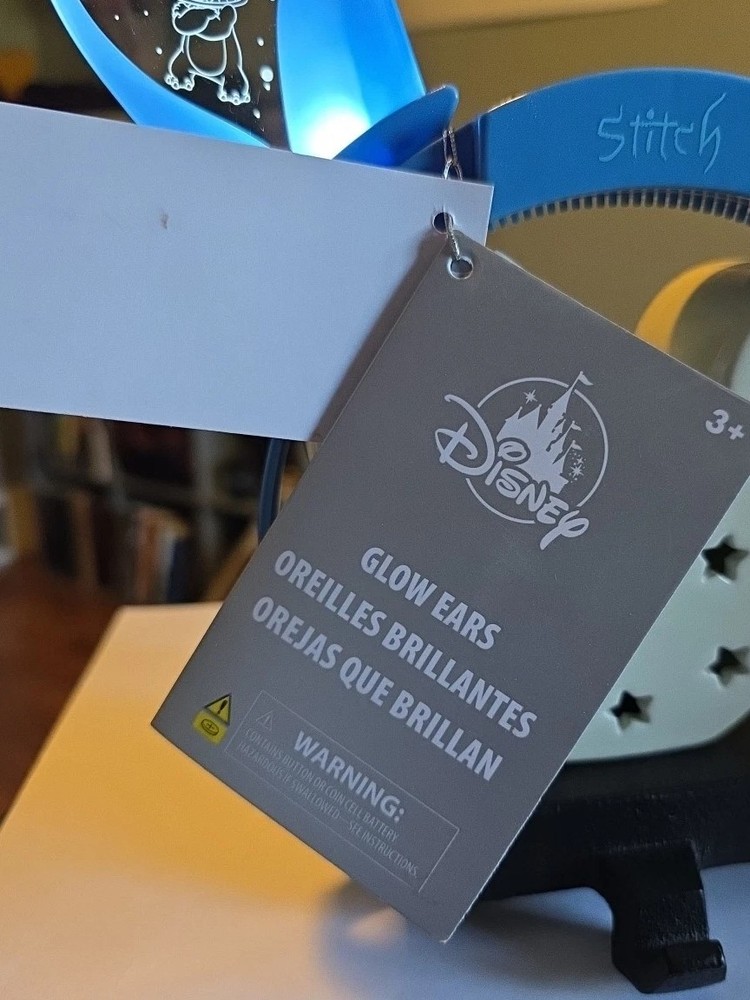 Stitch
3+
Disney
GLOW EARS
OREILLES BRILLANTES
OREJAS QUE BRILLAN
WARNING:
CONTAINS BUTTON OR COIN CELL BATTERY
HAZARDOUS IF SWALLOWED—SEE INSTRUCTIONS.